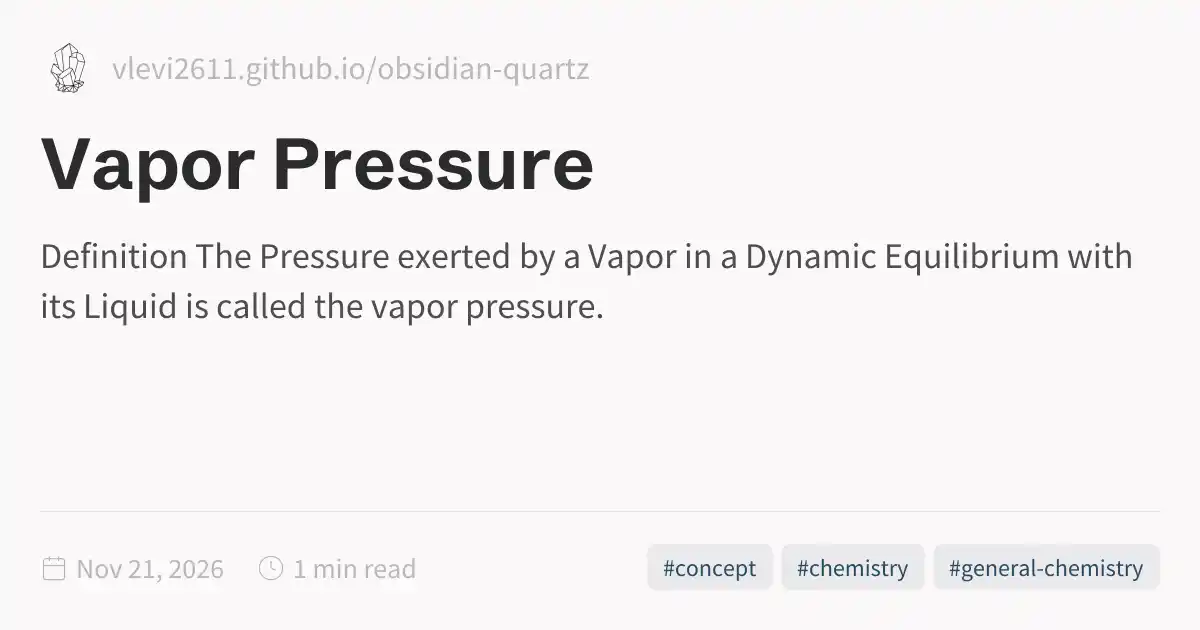 vlevi2611.github.io/obsidian-quartz
Vapor Pressure
Definition The Pressure exerted by a Vapor in a Dynamic Equilibrium with
its Liquid is called the vapor pressure.
Nov 21, 2026 1 min read #concept #chemistry #general-chemistry